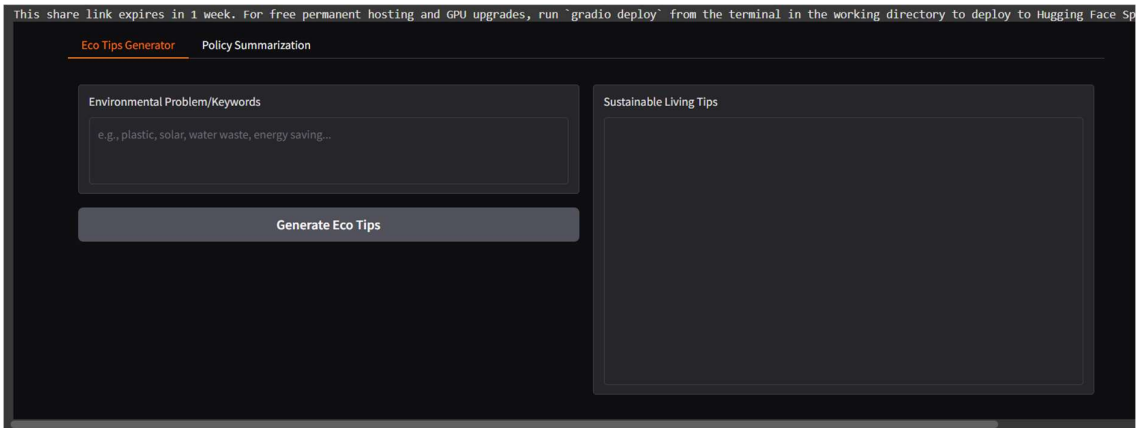 This share link expires in 1 week. For free permanent hosting and GPU upgrades, run `gradio deploy` from the terminal in the working directory to deploy to Hugging Face Sp
Eco Tips Generator Policy Summarization
Environmental Problem/Keywords
e.g., plastic, solar, water waste, energy saving...
Generate Eco Tips
Sustainable Living Tips